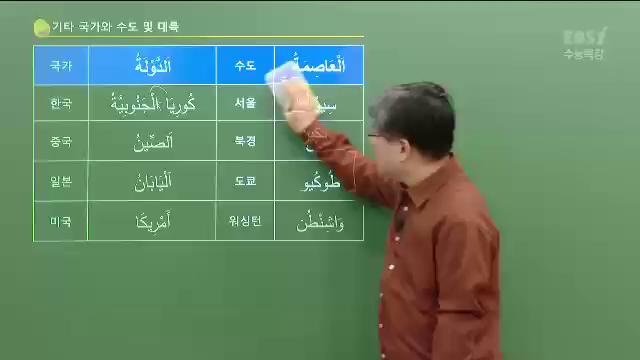 기타 국가와 수도 및 대륙
EBSi
수능특강
국가 اَلدَّوْلَةُ 수도 اَلْعَاصِمَةُ
한국 كُورِيَا الْجَنُوبِيَّةُ 서울
중국 اَلصِّينُ 북경
일본 اَلْيَابَانُ 도쿄 طُوكْيُو
미국 أَمْرِيكَا 워싱턴 وَاشِنْطُن